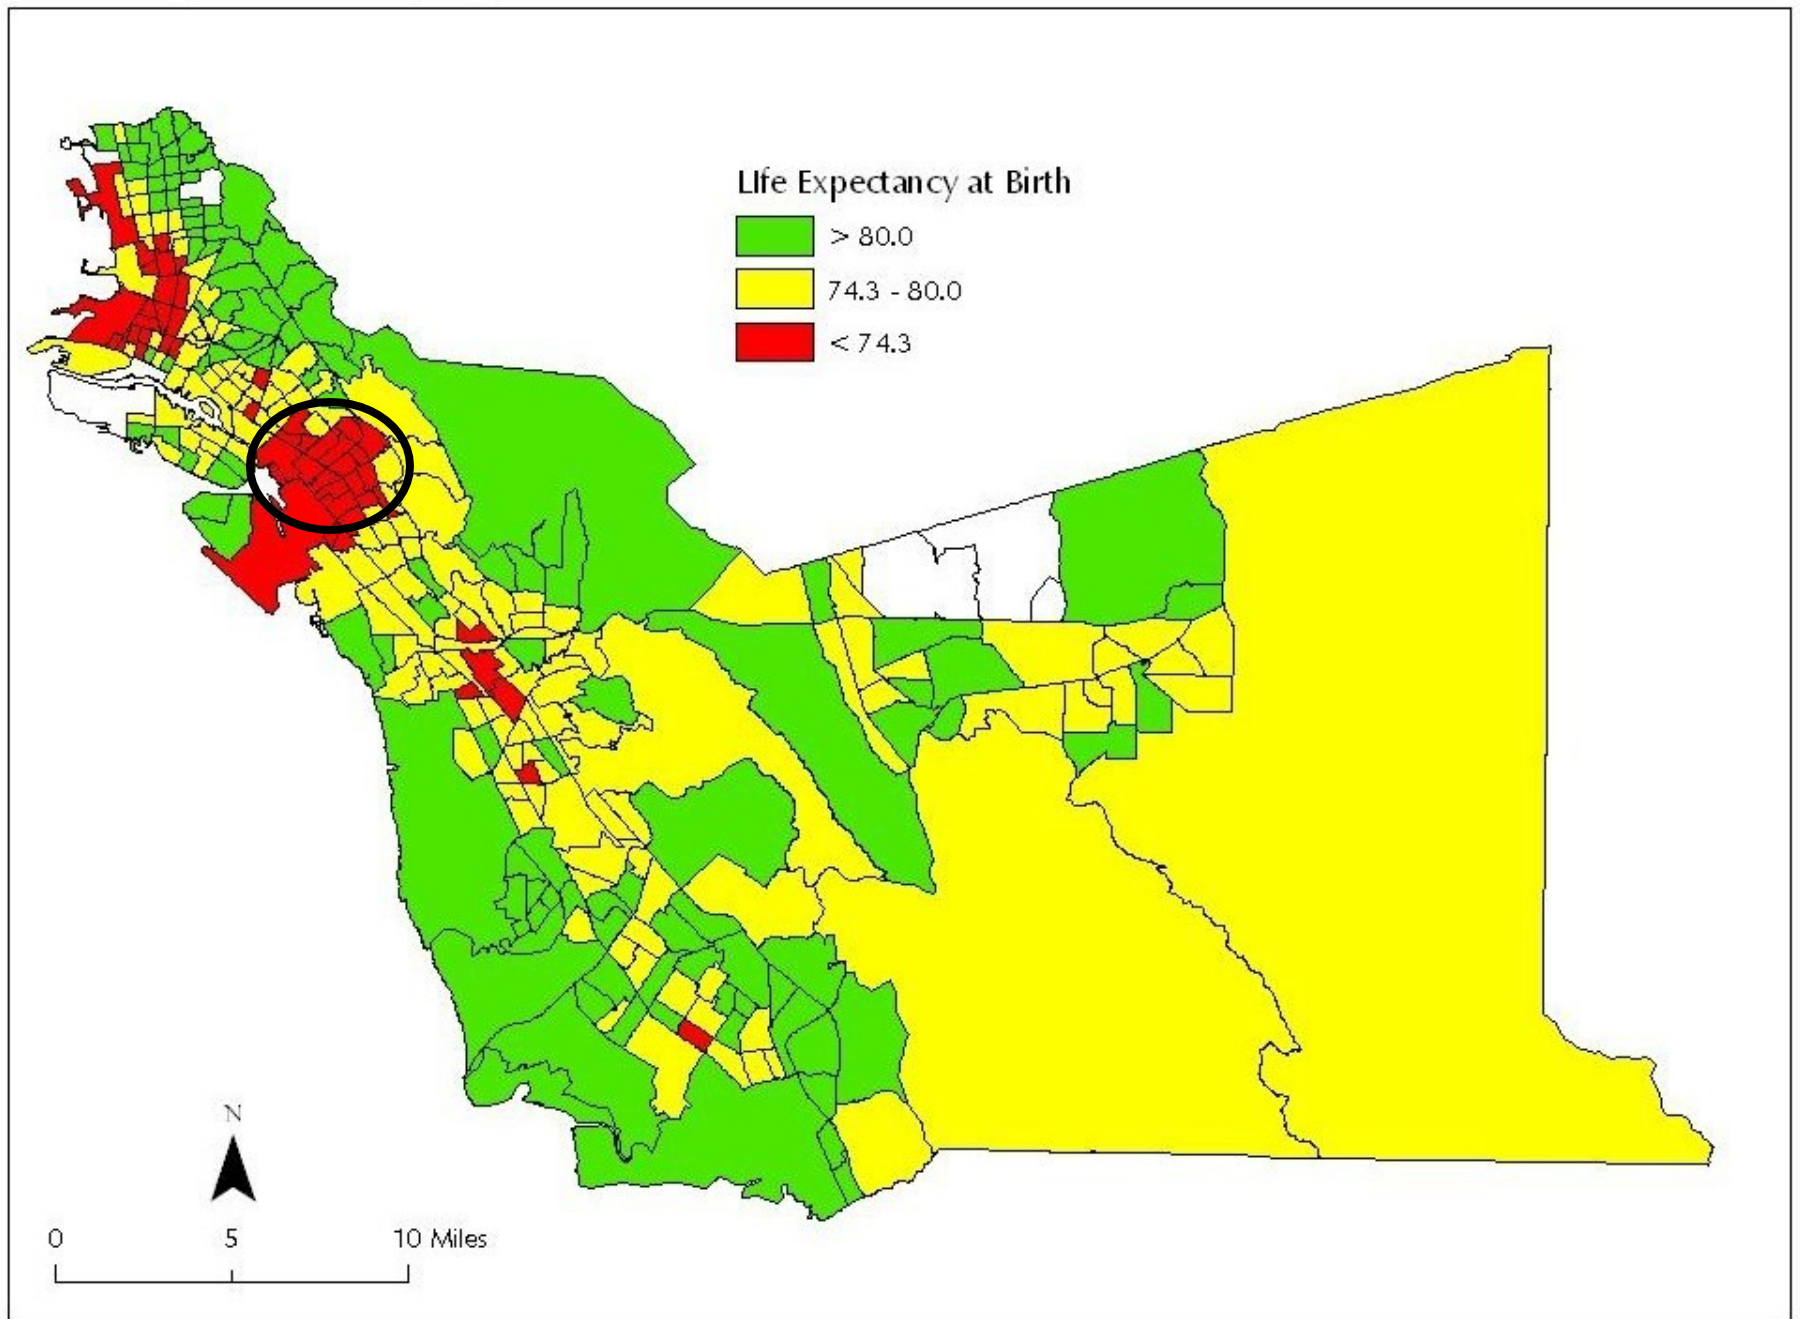 LIfe Expectancy at Birth
> 80.0
74.3 - 80.0
< 74.3
N
0 5 10 Miles